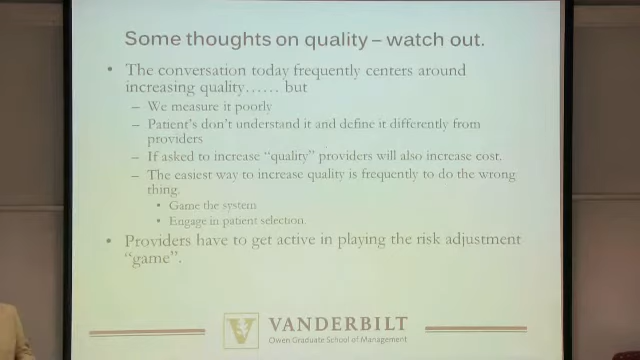 Some thoughts on quality – watch out.
• The conversation today frequently centers around
increasing quality…… but
– We measure it poorly
– Patient's don't understand it and define it differently from
providers
– If asked to increase "quality" providers will also increase cost.
– The easiest way to increase quality is frequently to do the wrong
thing.
• Game the system
• Engage in patient selection.
• Providers have to get active in playing the risk adjustment
"game".
V
VANDERBILT
Owen Graduate School of Management